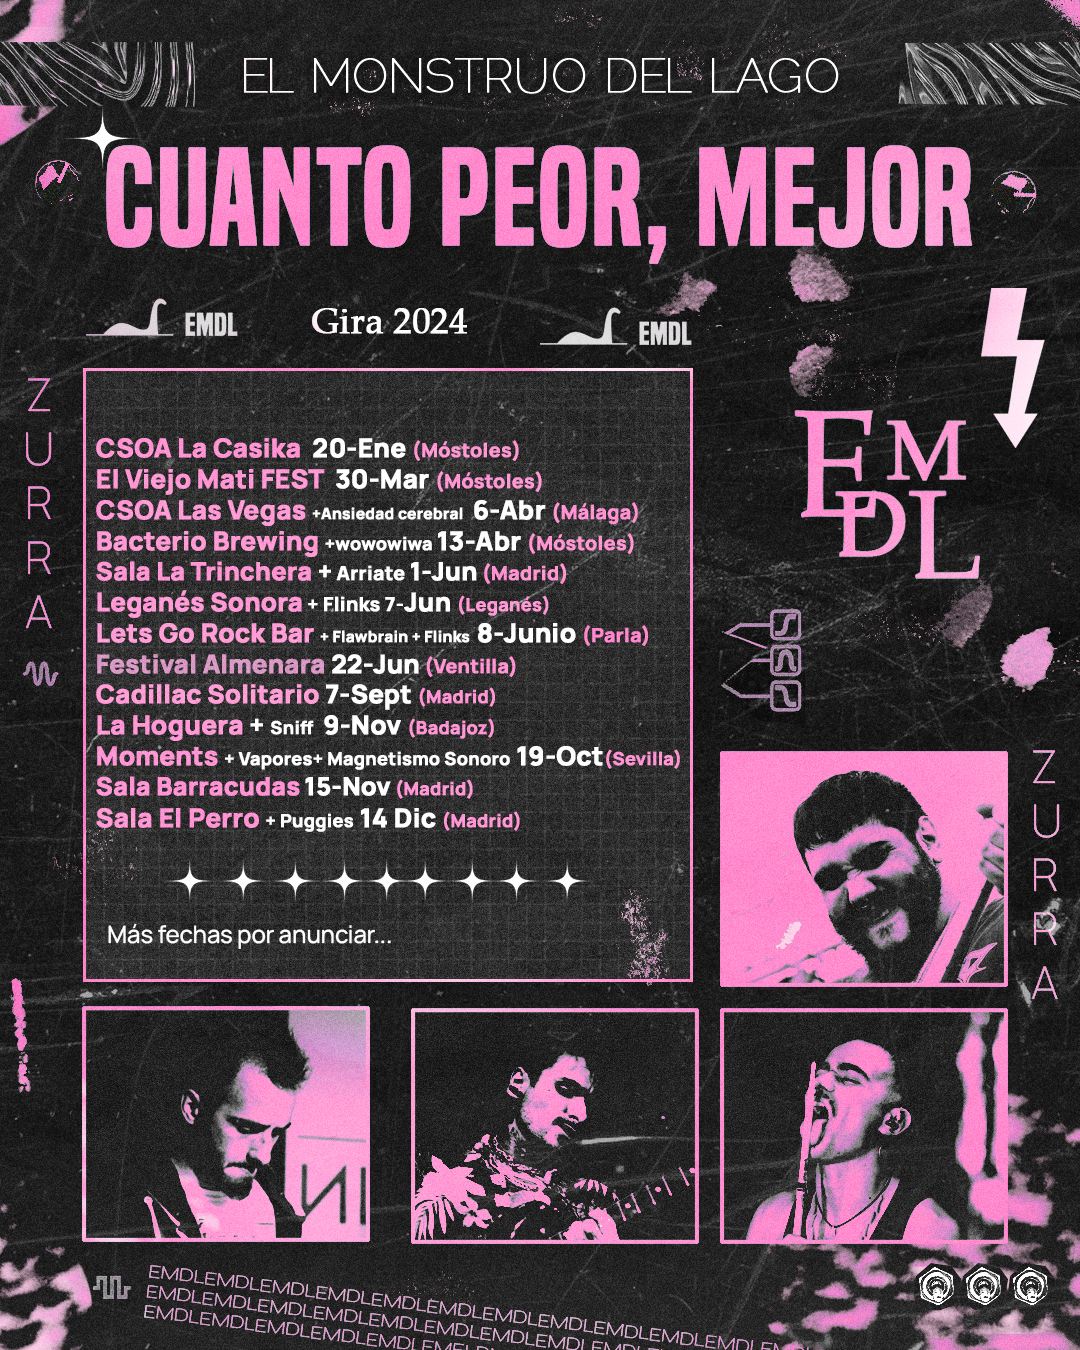 EL MONSTRUO DEL LAGO
CUANTO PEOR, MEJOR
EMDL
Gira 2024
EMDL
ZURRA
CSOA La Casika 20-Ene (Móstoles)
El Viejo Mati FEST 30-Mar (Móstoles)
CSOA Las Vegas +Ansiedad cerebral 6-Abr (Málaga)
Bacterio Brewing +wowowiwa 13-Abr (Móstoles)
Sala La Trinchera + Arriate 1-Jun (Madrid)
Leganés Sonora + Flinks 7-Jun (Leganés)
Lets Go Rock Bar + Flawbrain + Flinks 8-Junio (Parla)
Festival Almenara 22-Jun (Ventilla)
Cadillac Solitario 7-Sept (Madrid)
La Hoguera + Sniff 9-Nov (Badajoz)
Moments + Vapores+ Magnetismo Sonoro 19-Oct (Sevilla)
Sala Barracudas 15-Nov (Madrid)
Sala El Perro + Puggies 14 Dic (Madrid)
Más fechas por anunciar...
EMDL
ZURRA
EMDLEMDLEMDLEMDLEMDLEMDLEMDLEMDLEMDLEMDLEMDL
EMDLEMDLEMDLEMDLEMDLEMDLEMDLEMDLEMDLEMDL